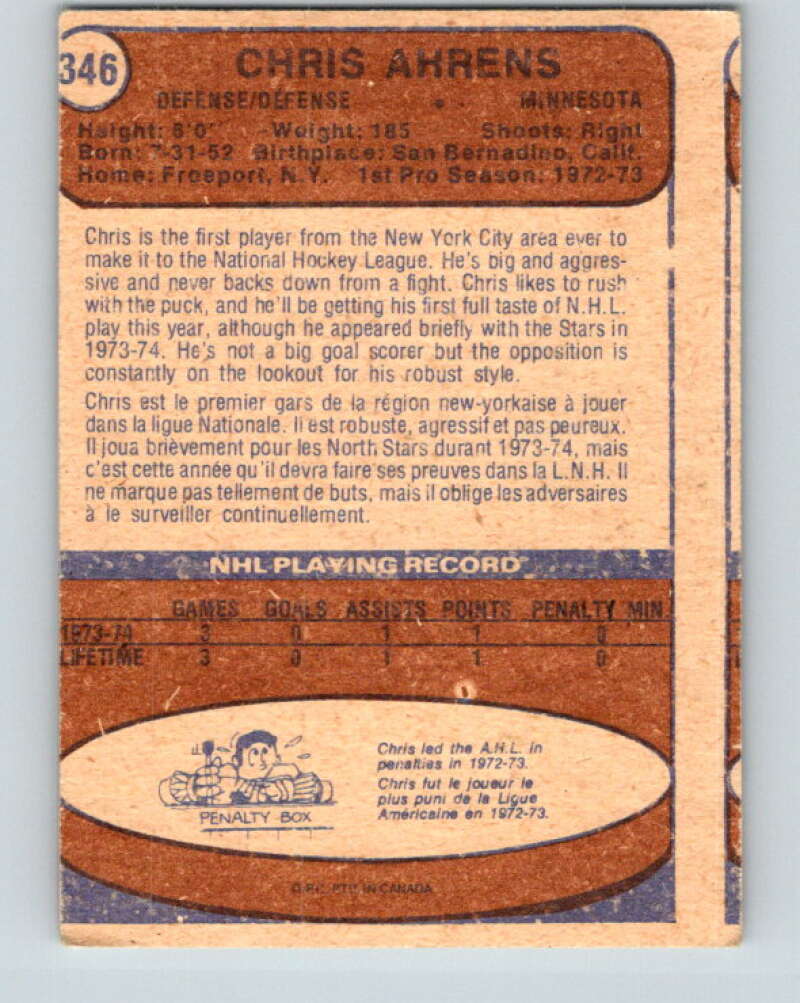 346
CHRIS AHRENS
DEFENSE/DÉFENSE MINNESOTA
Height: 6'0" Weight: 185 Shoots: Right
Born: 7-31-52 Birthplace: San Bernadino, Calif.
Home: Freeport, N.Y. 1st Pro Season: 1972-73
Chris is the first player from the New York City area ever to
make it to the National Hockey League. He's big and aggres-
sive and never backs down from a fight. Chris likes to rush
with the puck, and he'll be getting his first full taste of N.H.L.
play this year, although he appeared briefly with the Stars in
1973-74. He's not a big goal scorer but the opposition is
constantly on the lookout for his robust style.
Chris est le premier gars de la région new-yorkaise à jouer
dans la ligue Nationale. Il est robuste, agressif et pas peureux.
Il joua brièvement pour les North Stars durant 1973-74, mais
c'est cette année qu'il devra faire ses preuves dans la L.N.H. Il
ne marque pas tellement de buts, mais il oblige les adversaires
à le surveiller continuellement.
NHL PLAYING RECORD
GAMES GOALS ASSISTS POINTS PENALTY MIN
1973-74 3 0 1 1 0
LIFETIME 3 0 1 1 0
Chris led the A.H.L. in
penalties in 1972-73.
Chris fut le joueur le
plus puni de la Ligue
Américaine en 1972-73.
PENALTY BOX
PTD IN CANADA